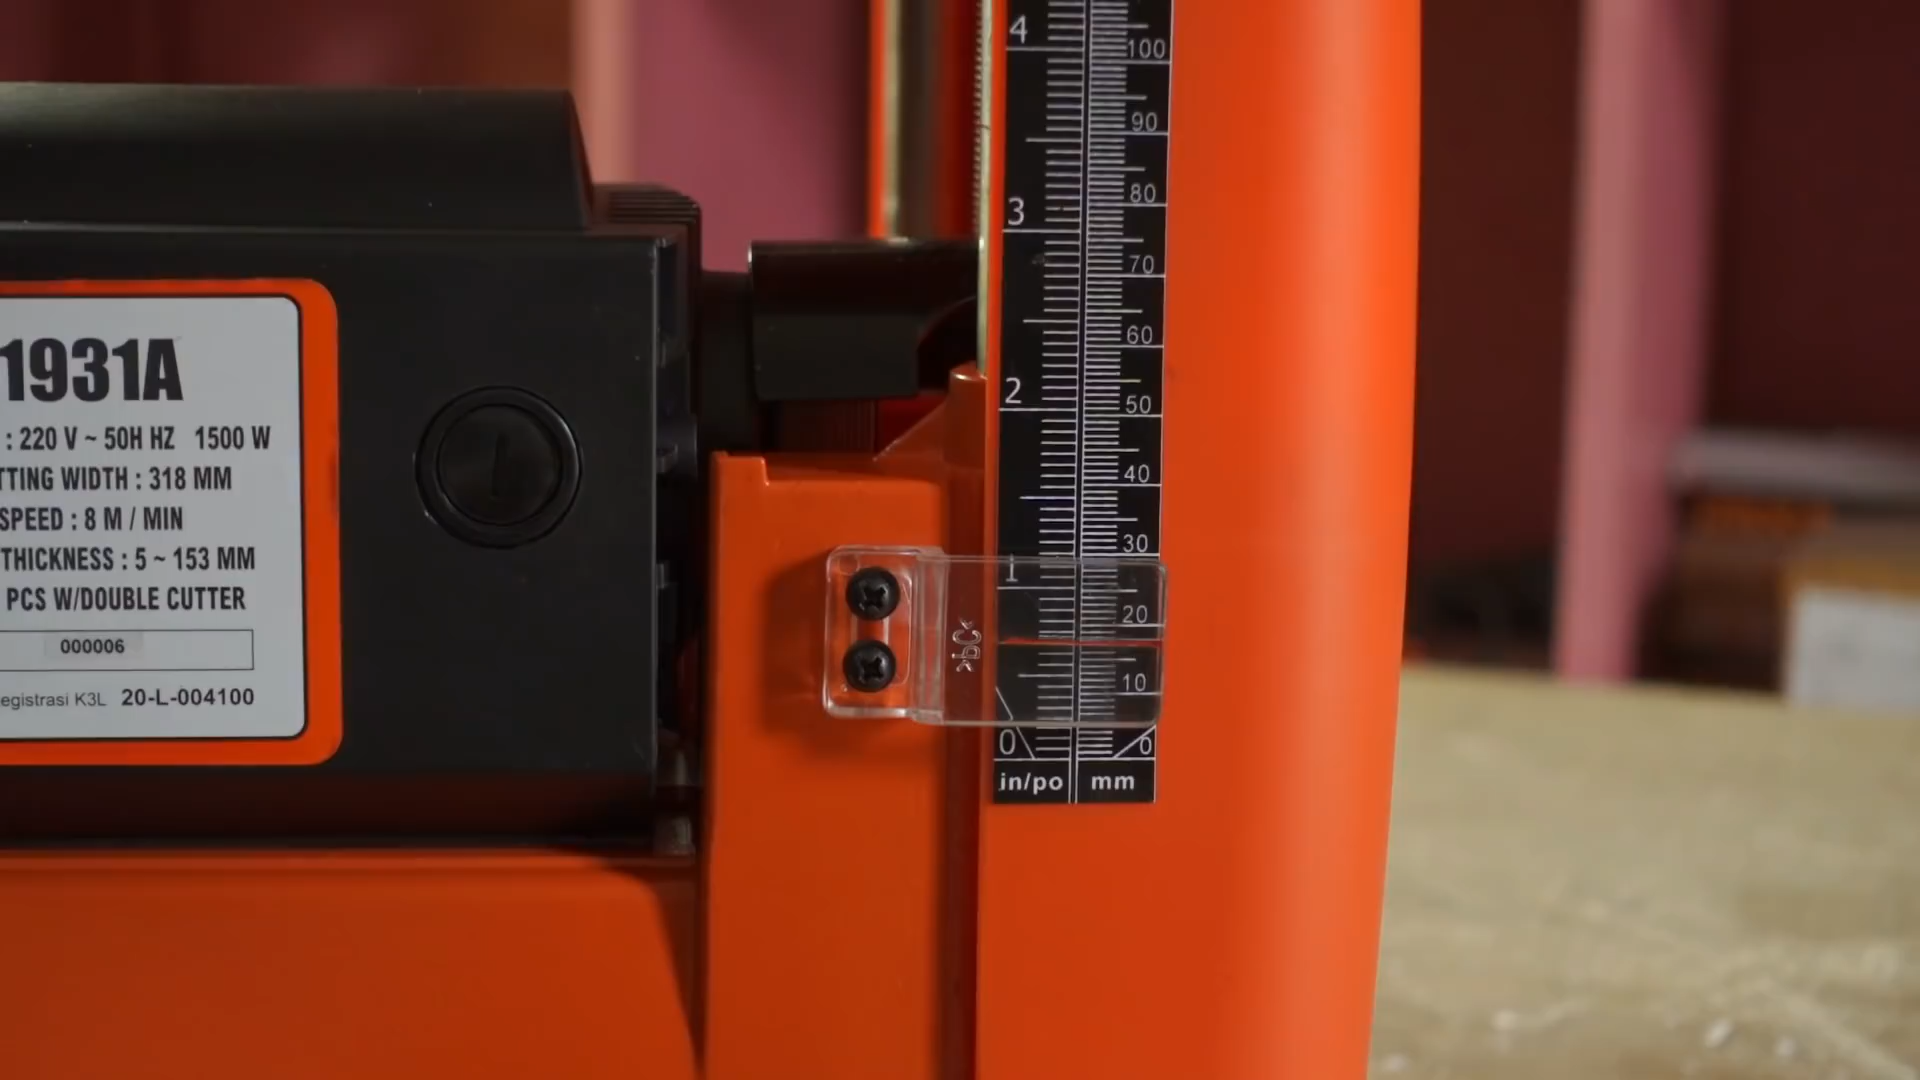 1931A
: 220 V ~ 50H HZ 1500 W
TTING WIDTH : 318 MM
SPEED : 8 M / MIN
THICKNESS : 5 ~ 153 MM
PCS W/DOUBLE CUTTER
000006
egistrasi K3L 20-L-004100
4
3
2
1
0
in/po
100
90
80
70
60
50
40
30
20
10
0
mm
>PC<